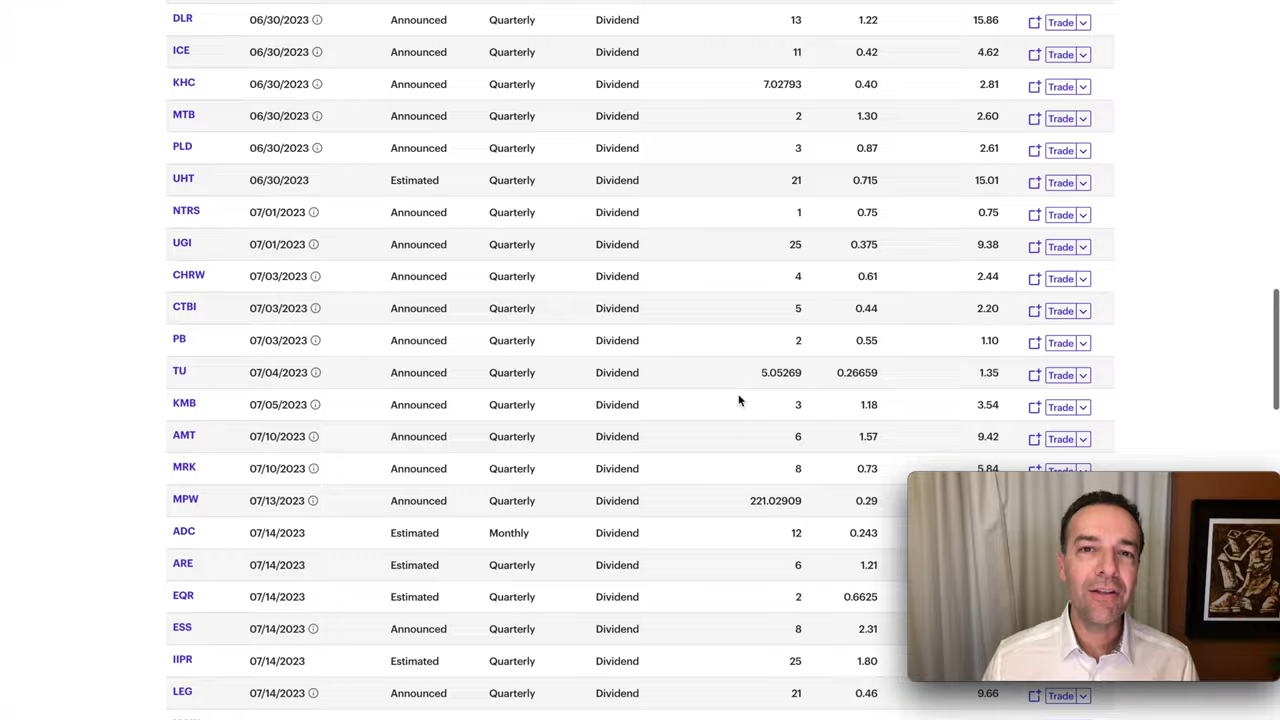 DLR 06/30/2023 Announced Quarterly Dividend 13 1.22 15.86 Trade
ICE 06/30/2023 Announced Quarterly Dividend 11 0.42 4.62 Trade
KHC 06/30/2023 Announced Quarterly Dividend 7.02793 0.40 2.81 Trade
MTB 06/30/2023 Announced Quarterly Dividend 2 1.30 2.60 Trade
PLD 06/30/2023 Announced Quarterly Dividend 3 0.87 2.61 Trade
UHT 06/30/2023 Estimated Quarterly Dividend 21 0.715 15.01 Trade
NTRS 07/01/2023 Announced Quarterly Dividend 1 0.75 0.75 Trade
UGI 07/01/2023 Announced Quarterly Dividend 25 0.375 9.38 Trade
CHRW 07/03/2023 Announced Quarterly Dividend 4 0.61 2.44 Trade
CTBI 07/03/2023 Announced Quarterly Dividend 5 0.44 2.20 Trade
PB 07/03/2023 Announced Quarterly Dividend 2 0.55 1.10 Trade
TU 07/04/2023 Announced Quarterly Dividend 5.05269 0.26659 1.35 Trade
KMB 07/05/2023 Announced Quarterly Dividend 3 1.18 3.54 Trade
AMT 07/10/2023 Announced Quarterly Dividend 6 1.57 9.42 Trade
MRK 07/10/2023 Announced Quarterly Dividend 8 0.73 5.84 Trade
MPW 07/13/2023 Announced Quarterly Dividend 221.02909 0.29
ADC 07/14/2023 Estimated Monthly Dividend 12 0.243
ARE 07/14/2023 Estimated Quarterly Dividend 6 1.21
EQR 07/14/2023 Estimated Quarterly Dividend 2 0.6625
ESS 07/14/2023 Announced Quarterly Dividend 8 2.31
IIPR 07/14/2023 Estimated Quarterly Dividend 25 1.80
LEG 07/14/2023 Announced Quarterly Dividend 21 0.46 9.66 Trade